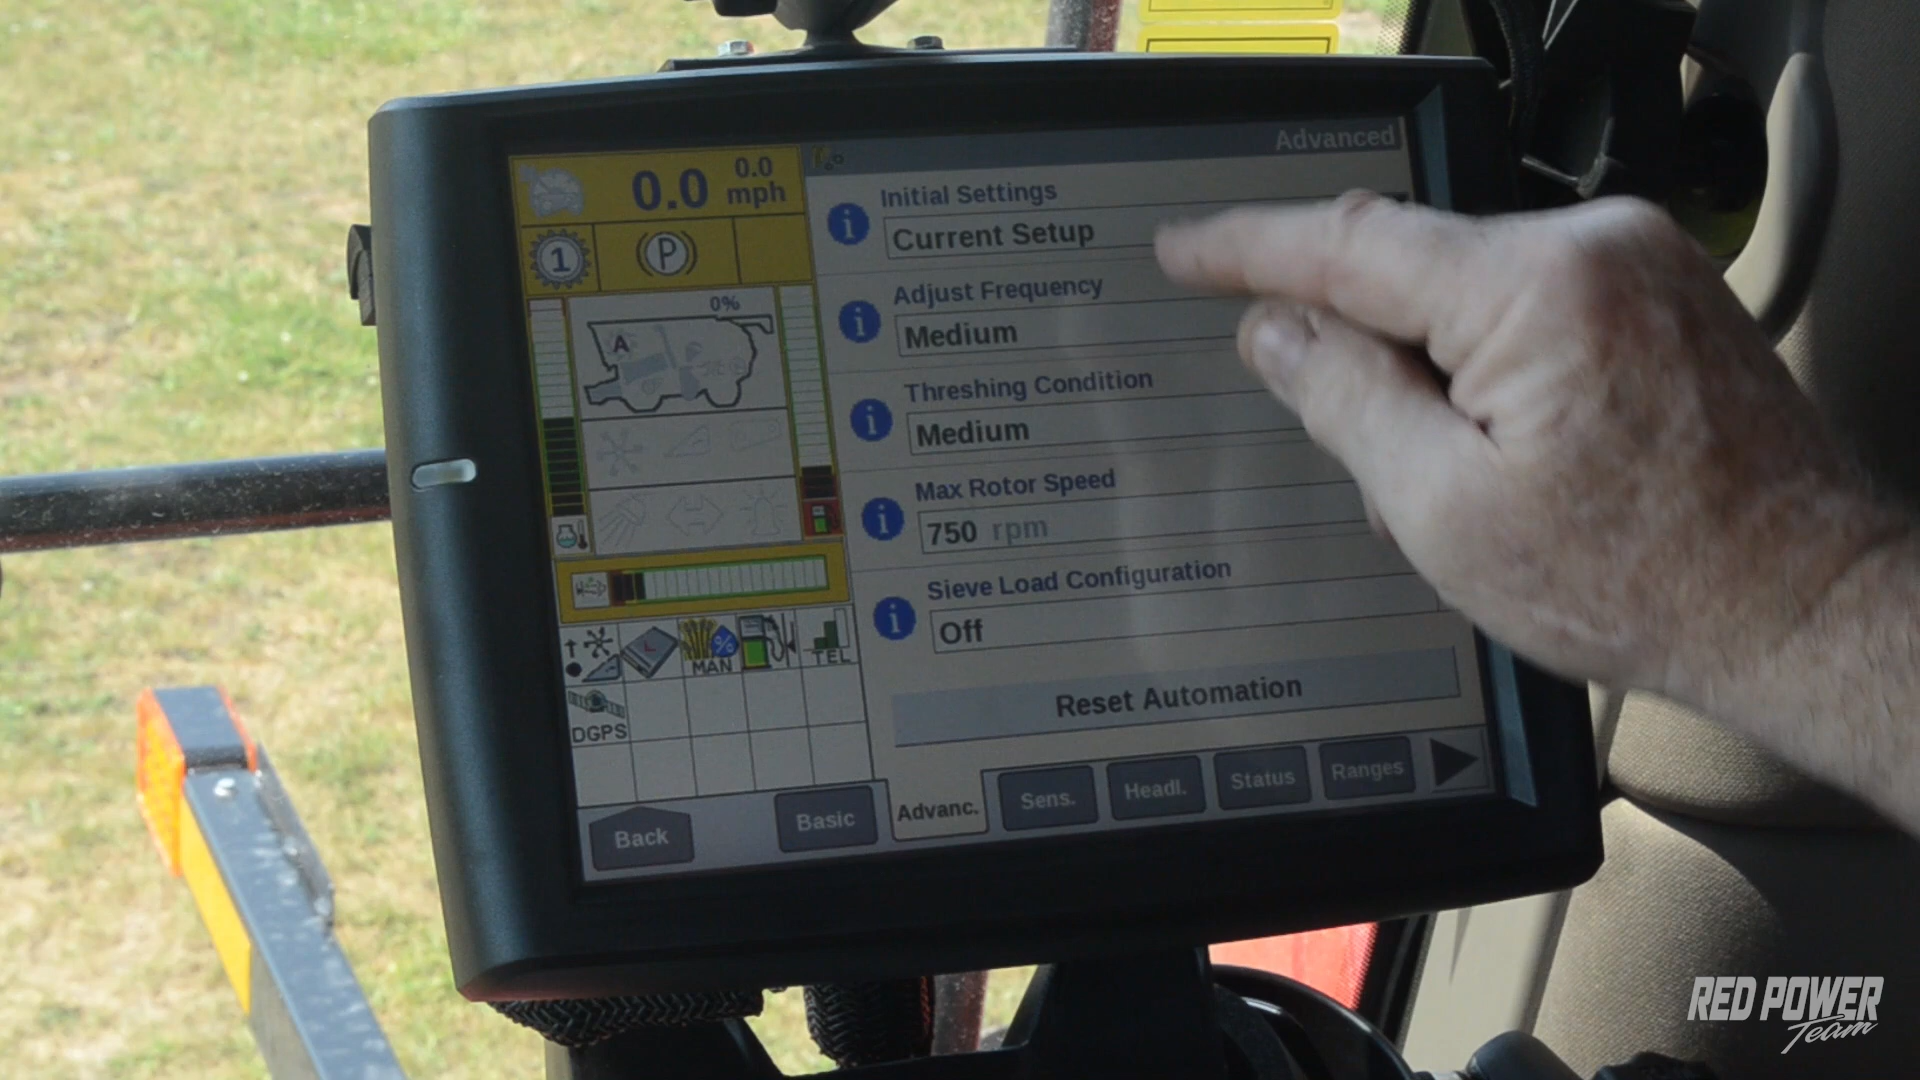 Advanced
0.0
0.0
mph
1
P
0%
A
Initial Settings
Current Setup
Adjust Frequency
Medium
Threshing Condition
Medium
Max Rotor Speed
750 rpm
Sieve Load Configuration
Off
Reset Automation
L
%
MAN
TEL
DGPS
Back
Basic
Advanc.
Sens.
Headl.
Status
Ranges
RED POWER
Team